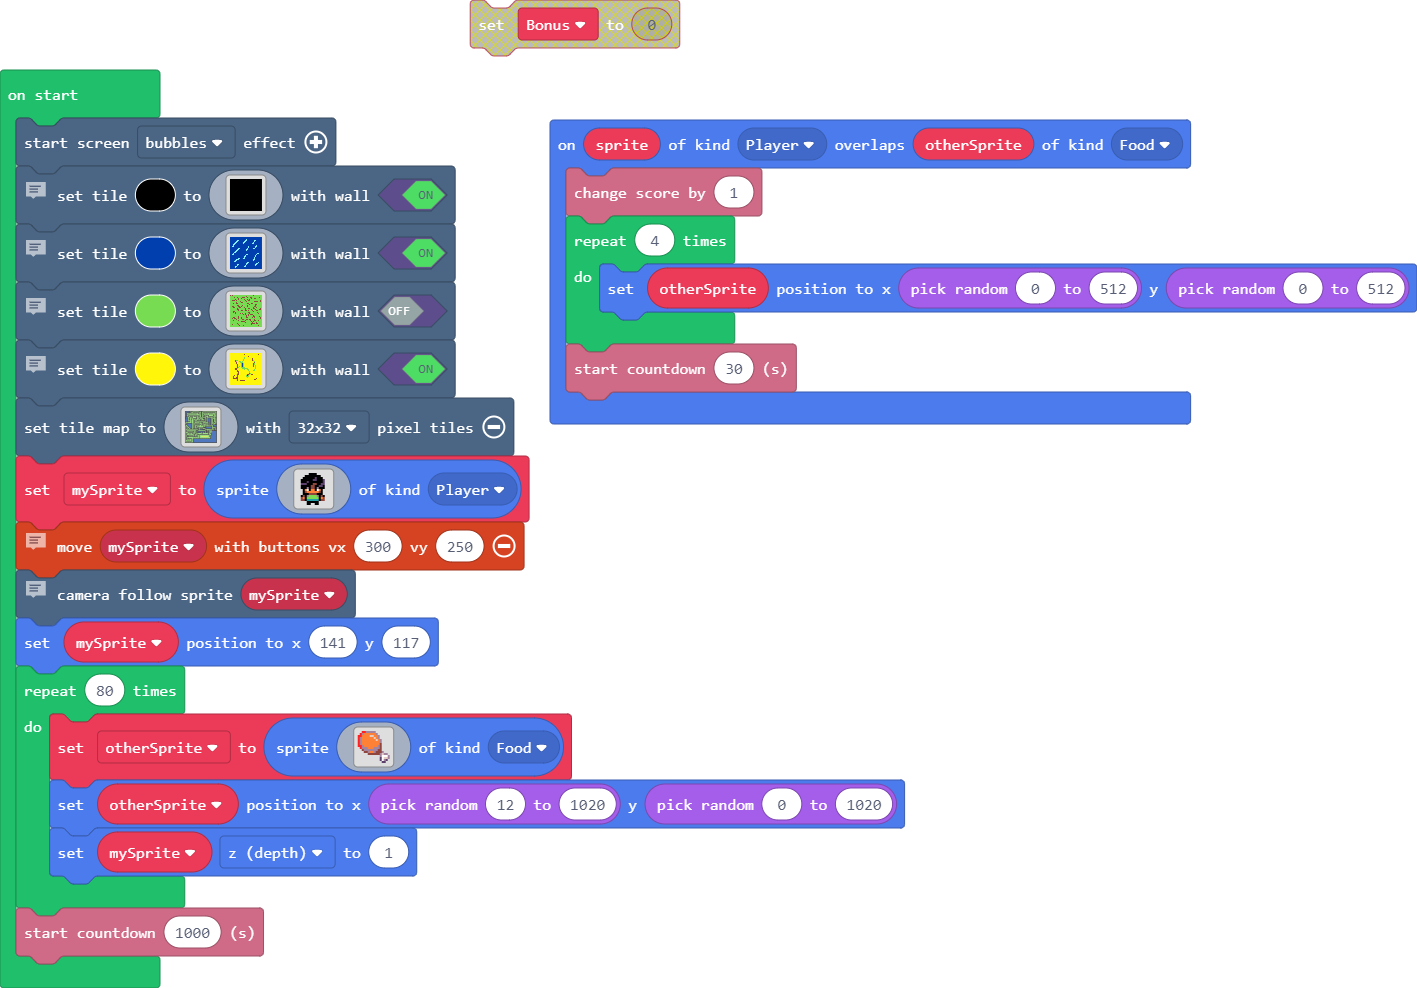 set Bonus to 0
on start
start screen bubbles effect
set tile to with wall ON
set tile to with wall ON
set tile to with wall OFF
set tile to with wall ON
set tile map to with 32x32 pixel tiles
set mySprite to sprite of kind Player
move mySprite with buttons vx 300 vy 250
camera follow sprite mySprite
set mySprite position to x 141 y 117
repeat 80 times
do
set otherSprite to sprite of kind Food
set otherSprite position to x pick random 12 to 1020 y pick random 0 to 1020
set mySprite z (depth) to 1
start countdown 1000 (s)
on sprite of kind Player overlaps otherSprite of kind Food
change score by 1
repeat 4 times
do
set otherSprite position to x pick random 0 to 512 y pick random 0 to 512
start countdown 30 (s)